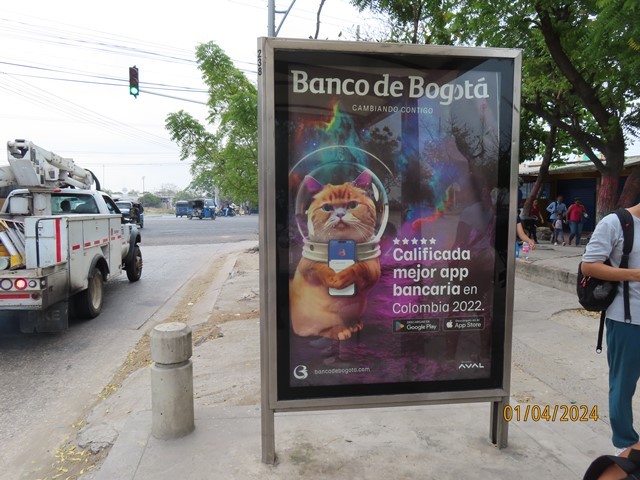 238
Banco de Bogotá
CAMBIANDO CONTIGO
Calificada
mejor app
bancaria en
Colombia 2022.
Google Play
App Store
bancodebogota.com
AVAL
01/04/2024